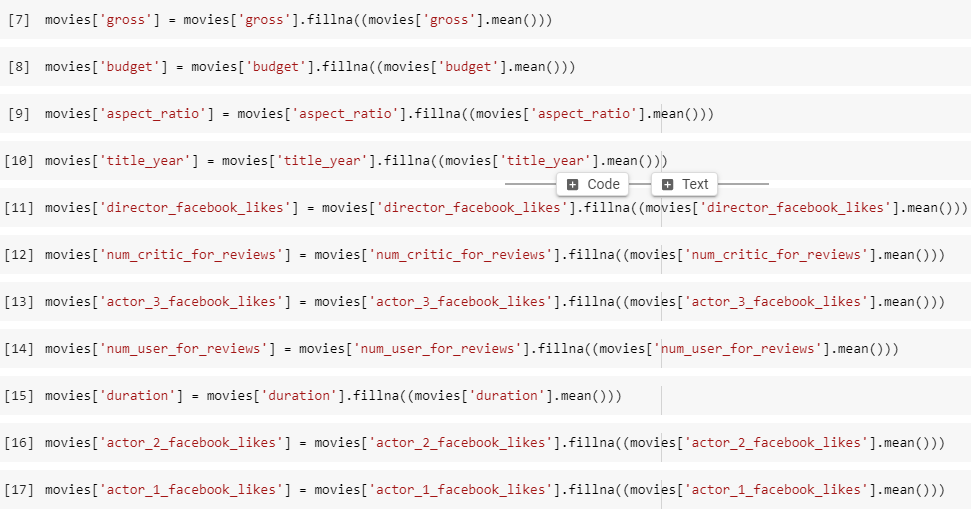 [7] movies['gross'] = movies['gross'].fillna((movies['gross'].mean()))
[8] movies['budget'] = movies['budget'].fillna((movies['budget'].mean()))
[9] movies['aspect_ratio'] = movies['aspect_ratio'].fillna((movies['aspect_ratio'].mean()))
[10] movies['title_year'] = movies['title_year'].fillna((movies['title_year'].mean()))
Code Text
[11] movies['director_facebook_likes'] = movies['director_facebook_likes'].fillna((movies['director_facebook_likes'].mean()))
[12] movies['num_critic_for_reviews'] = movies['num_critic_for_reviews'].fillna((movies['num_critic_for_reviews'].mean()))
[13] movies['actor_3_facebook_likes'] = movies['actor_3_facebook_likes'].fillna((movies['actor_3_facebook_likes'].mean()))
[14] movies['num_user_for_reviews'] = movies['num_user_for_reviews'].fillna((movies['num_user_for_reviews'].mean()))
[15] movies['duration'] = movies['duration'].fillna((movies['duration'].mean()))
[16] movies['actor_2_facebook_likes'] = movies['actor_2_facebook_likes'].fillna((movies['actor_2_facebook_likes'].mean()))
[17] movies['actor_1_facebook_likes'] = movies['actor_1_facebook_likes'].fillna((movies['actor_1_facebook_likes'].mean()))